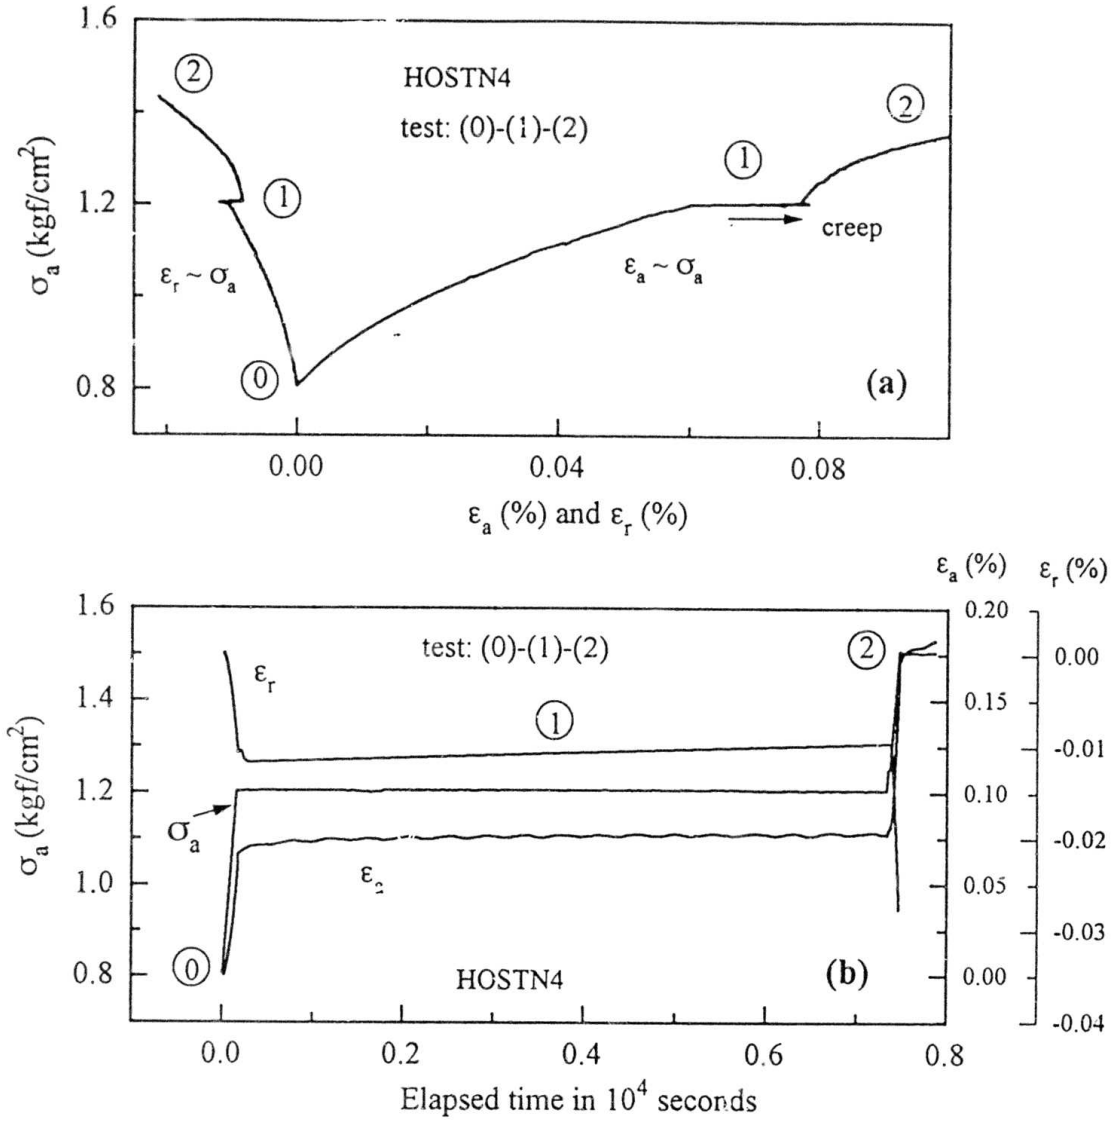 1.6
②
HOSTN4
②
test: (0)-(1)-(2)
①
1.2
①
creep
σa (kgf/cm²)
εr ~ σa
εa ~ σa
⓪
0.8
(a)
0.00 0.04 0.08
εa (%) and εr (%)
εa (%) εr (%)
1.6
0.20
test: (0)-(1)-(2)
②
0.00
εr
1.4
0.15
①
-0.01
1.2
0.10
σa (kgf/cm²)
σa
-0.02
1.0
0.05
-0.03
⓪
0.8
HOSTN4
(b)
0.00
-0.04
0.0 0.2 0.4 0.6 0.8
Elapsed time in 10⁴ seconds